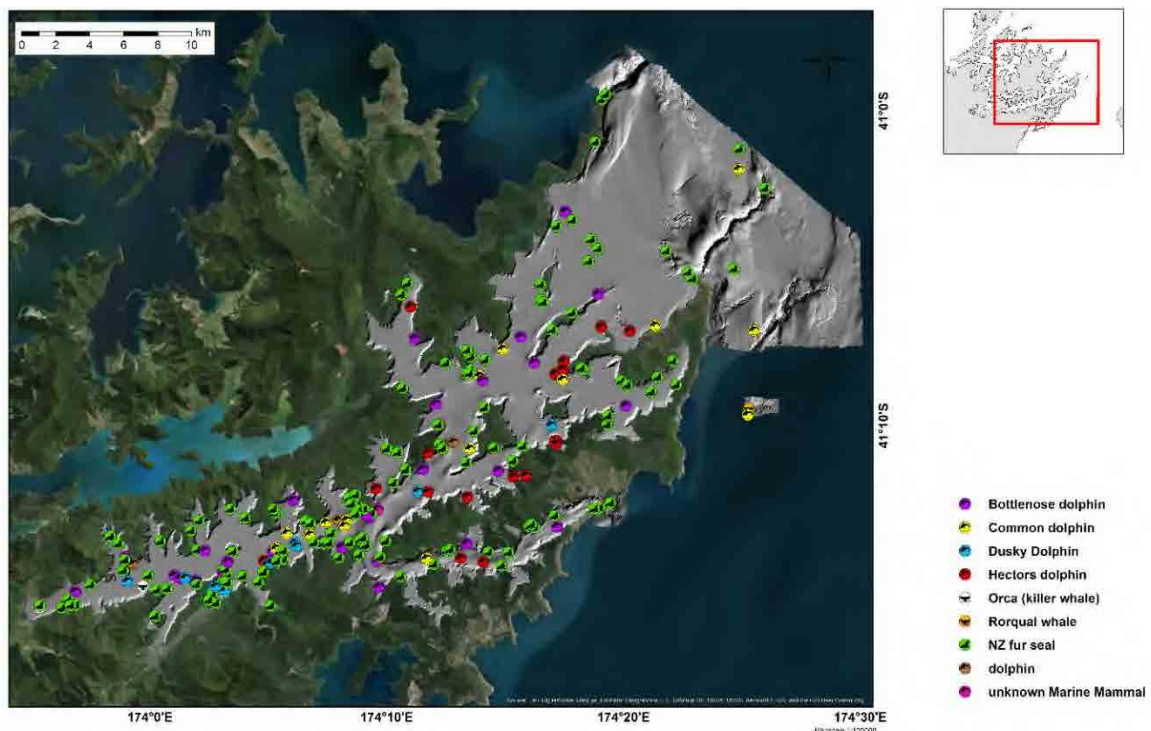 km
0 2 4 6 8 10
41°0'S
41°10'S
174°0'E
174°10'E
174°20'E
174°30'E
Bottlenose dolphin
Common dolphin
Dusky Dolphin
Hectors dolphin
Orca (killer whale)
Rorqual whale
NZ fur seal
dolphin
unknown Marine Mammal